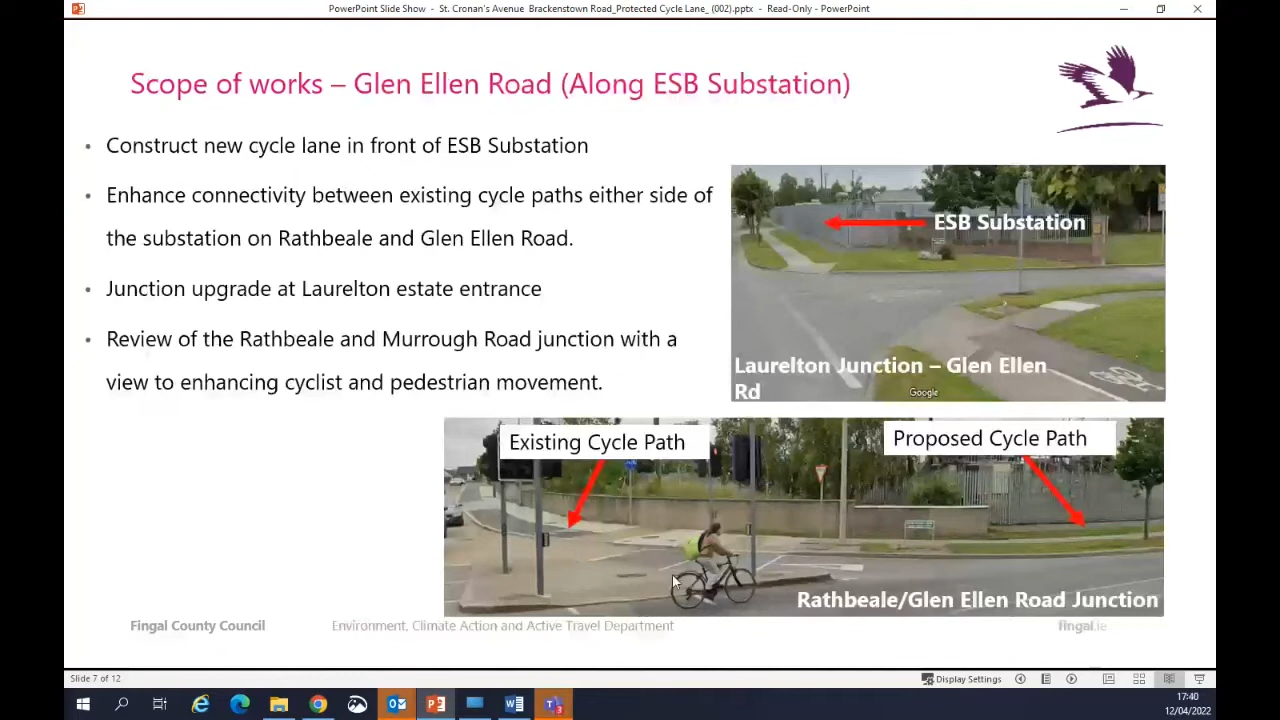 PowerPoint Slide Show - St. Cronan's Avenue Brackenstown Road_Protected Cycle Lane_ (002).pptx - Read-Only - PowerPoint
Scope of works – Glen Ellen Road (Along ESB Substation)
• Construct new cycle lane in front of ESB Substation
• Enhance connectivity between existing cycle paths either side of
the substation on Rathbeale and Glen Ellen Road.
• Junction upgrade at Laurelton estate entrance
• Review of the Rathbeale and Murrough Road junction with a
view to enhancing cyclist and pedestrian movement.
ESB Substation
Laurelton Junction – Glen Ellen
Rd
Google
Existing Cycle Path
Proposed Cycle Path
Rathbeale/Glen Ellen Road Junction
Fingal County Council
Environment, Climate Action and Active Travel Department
fingal.ie
Slide 7 of 12
Display Settings
17:40
12/04/2022